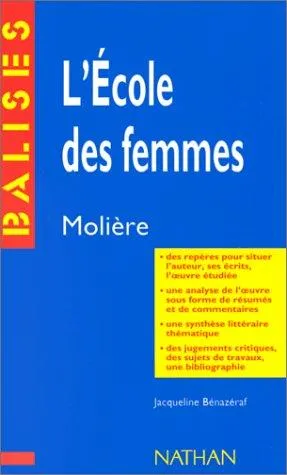 BALISES
L'École
des femmes
Molière
• des repères pour situer
l'auteur, ses écrits,
l'œuvre étudiée
• une analyse de l'œuvre
sous forme de résumés
et de commentaires
• une synthèse littéraire
thématique
• des jugements critiques,
des sujets de travaux,
une bibliographie
Jacqueline Bénazéraf
NATHAN